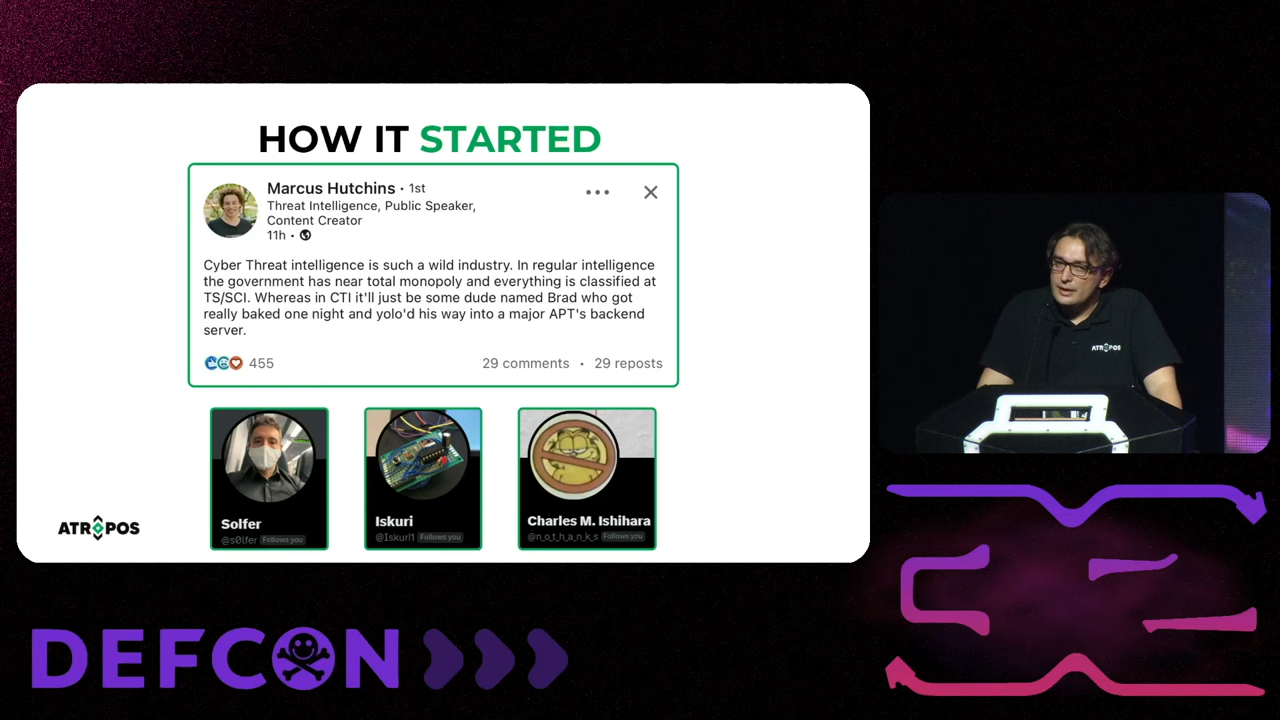 HOW IT STARTED
Marcus Hutchins · 1st
Threat Intelligence, Public Speaker,
Content Creator
11h ·
Cyber Threat intelligence is such a wild industry. In regular intelligence
the government has near total monopoly and everything is classified at
TS/SCI. Whereas in CTI it'll just be some dude named Brad who got
really baked one night and yolo'd his way into a major APT's backend
server.
455
29 comments · 29 reposts
Solfer
@s0lfer Follows you
Iskuri
@Iskuri1 Follows you
Charles M. Ishihara
@n_o_t_h_a_n_k_s Follows you
ATROPOS
ATROPOS
DEFCON